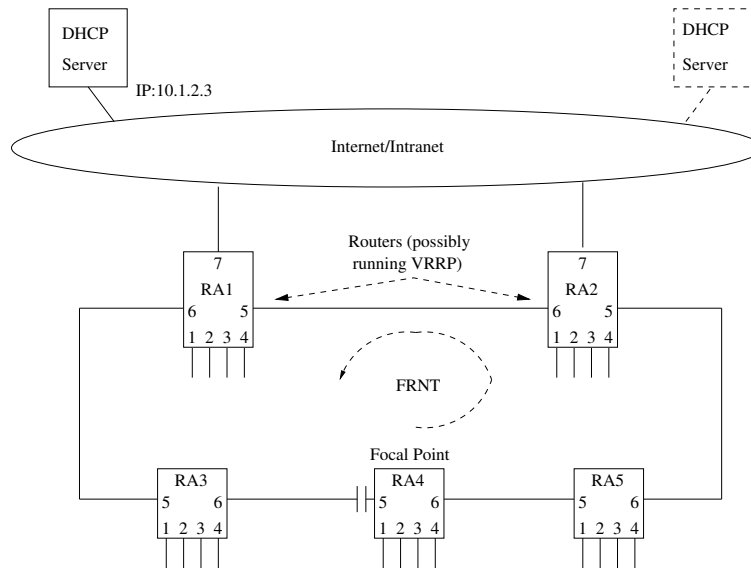 DHCP
Server
IP:10.1.2.3
DHCP
Server
Internet/Intranet
Routers (possibly
running VRRP)
7
RA1
6 5
1 2 3 4
7
RA2
6 5
1 2 3 4
FRNT
Focal Point
RA3
5 6
1 2 3 4
RA4
5 6
1 2 3 4
RA5
5 6
1 2 3 4